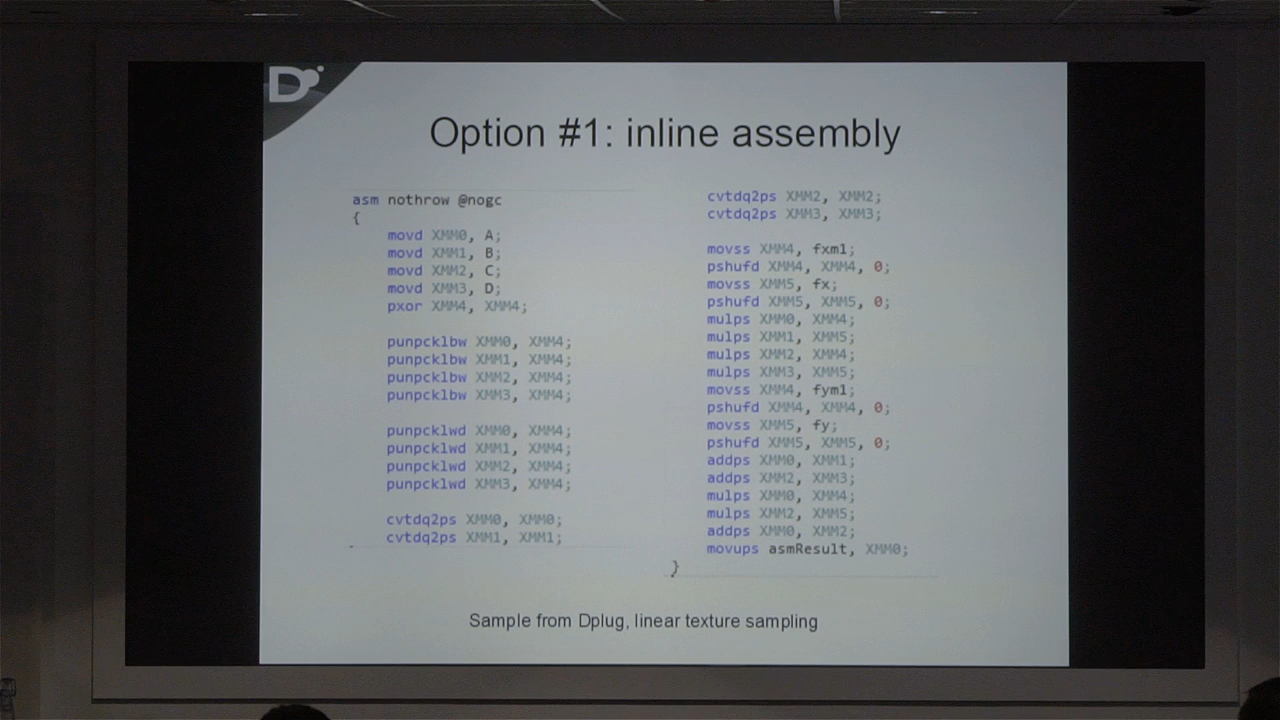 D
Option #1: inline assembly
asm nothrow @nogc
{
movd XMM0, A;
movd XMM1, B;
movd XMM2, C;
movd XMM3, D;
pxor XMM4, XMM4;
punpcklbw XMM0, XMM4;
punpcklbw XMM1, XMM4;
punpcklbw XMM2, XMM4;
punpcklbw XMM3, XMM4;
punpcklwd XMM0, XMM4;
punpcklwd XMM1, XMM4;
punpcklwd XMM2, XMM4;
punpcklwd XMM3, XMM4;
cvtdq2ps XMM0, XMM0;
cvtdq2ps XMM1, XMM1;
cvtdq2ps XMM2, XMM2;
cvtdq2ps XMM3, XMM3;
movss XMM4, fxm1;
pshufd XMM4, XMM4, 0;
movss XMM5, fx;
pshufd XMM5, XMM5, 0;
mulps XMM0, XMM4;
mulps XMM1, XMM5;
mulps XMM2, XMM4;
mulps XMM3, XMM5;
movss XMM4, fym1;
pshufd XMM4, XMM4, 0;
movss XMM5, fy;
pshufd XMM5, XMM5, 0;
addps XMM0, XMM1;
addps XMM2, XMM3;
mulps XMM0, XMM4;
mulps XMM2, XMM5;
addps XMM0, XMM2;
movups asmResult, XMM0;
}
Sample from Dplug, linear texture sampling